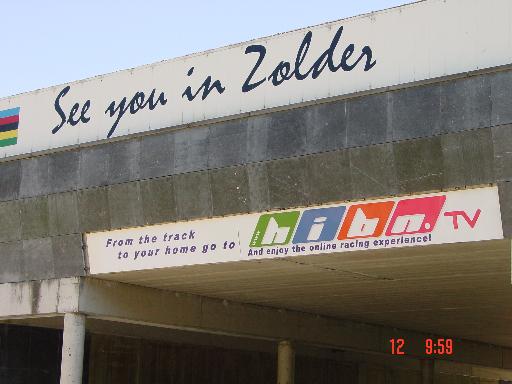 See you in Zolder
From the track
to your home go to
www. hibn. TV
And enjoy the online racing experience!
12 9:59